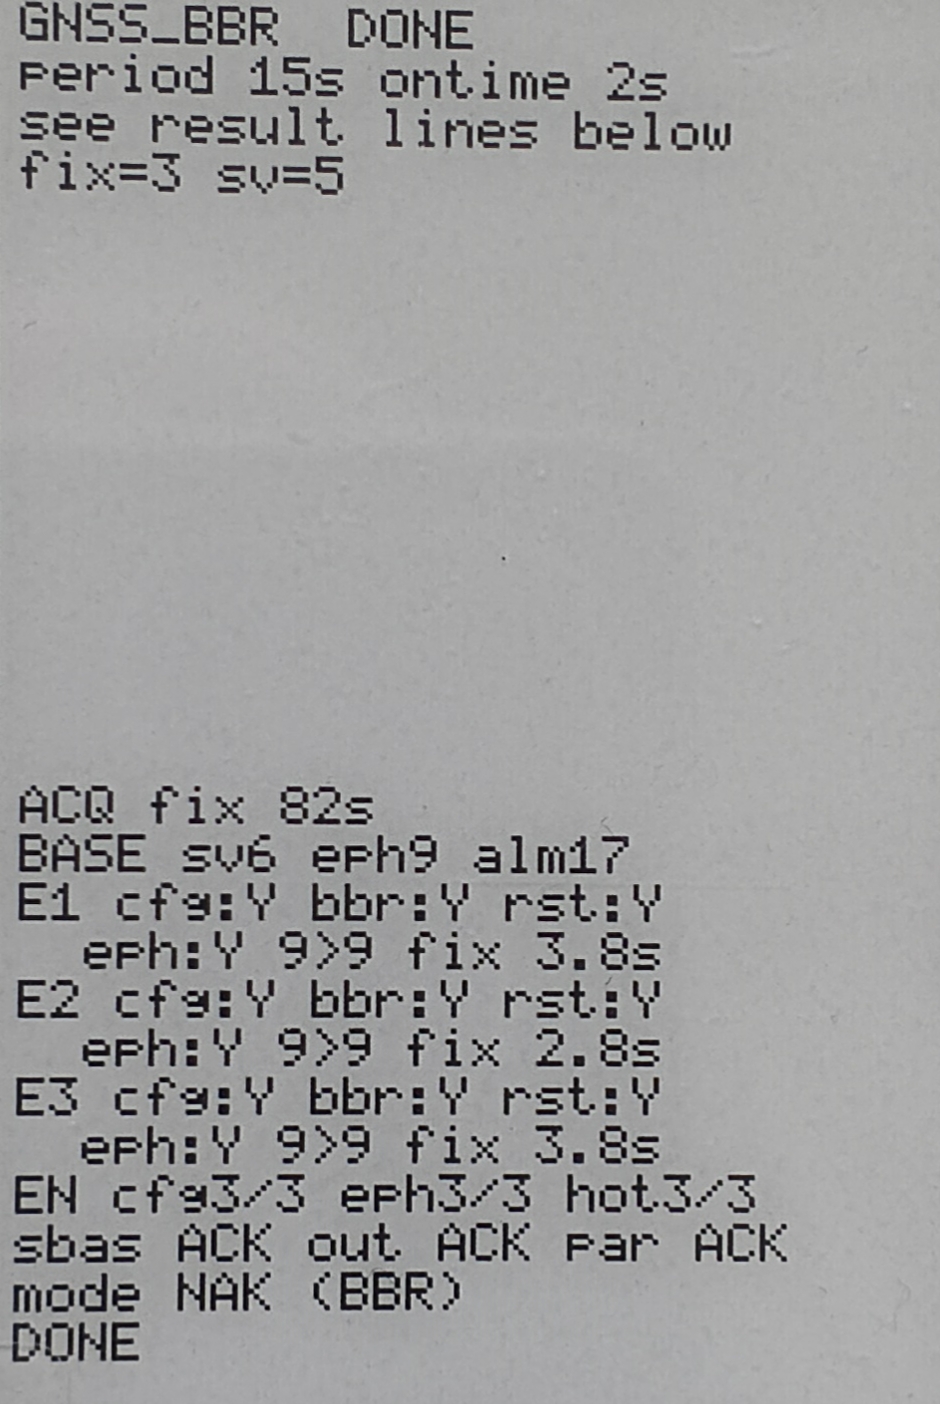 GNSS_BBR  DONE
period 15s ontime 2s
see result lines below
fix=3 sv=5
ACQ fix 82s
BASE sv6 eph9 alm17
E1 cfg:Y bbr:Y rst:Y
  eph:Y 9>9 fix 3.8s
E2 cfg:Y bbr:Y rst:Y
  eph:Y 9>9 fix 2.8s
E3 cfg:Y bbr:Y rst:Y
  eph:Y 9>9 fix 3.8s
EN cfg3/3 eph3/3 hot3/3
sbas ACK out ACK par ACK
mode NAK (BBR)
DONE